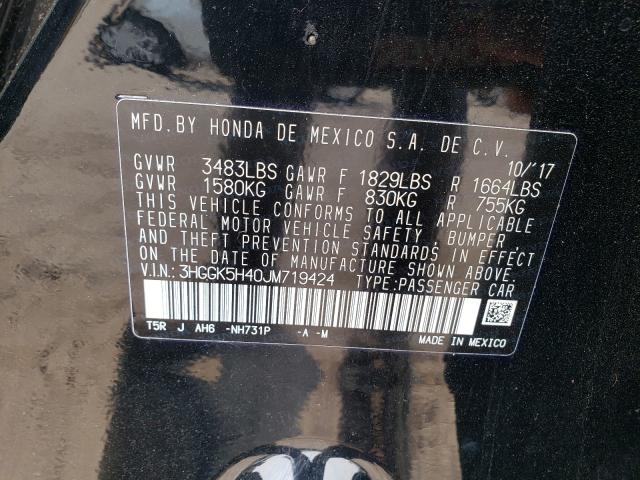 MFD.BY HONDA DE MEXICO S.A. DE C.V.
10/'17
GVWR 3483LBS GAWR F 1829LBS R 1664LBS
GVWR 1580KG GAWR F 830KG R 755KG
THIS VEHICLE CONFORMS TO ALL APPLICABLE
FEDERAL MOTOR VEHICLE SAFETY, BUMPER,
AND THEFT PREVENTION STANDARDS IN EFFECT
ON THE DATE OF MANUFACTURE SHOWN ABOVE.
V.I.N.: 3HGGK5H40JM719424 TYPE:PASSENGER CAR
T5R J AH6 -NH731P -A -M
MADE IN MEXICO